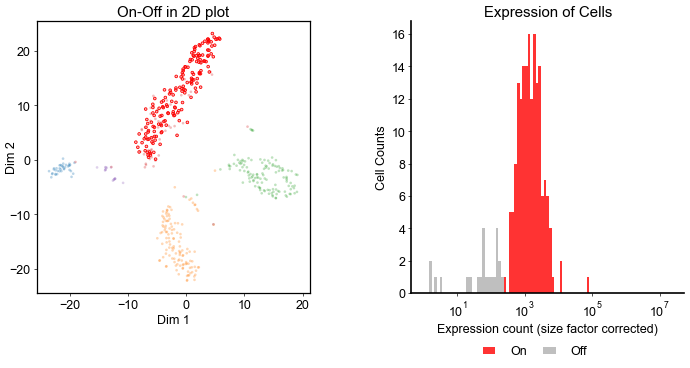 On-Off in 2D plot
20
10
0
−10
−20
Dim 2
−20 −10 0 10 20
Dim 1
Expression of Cells
16
14
12
10
8
6
4
2
0
Cell Counts
10^1 10^3 10^5 10^7
Expression count (size factor corrected)
On Off